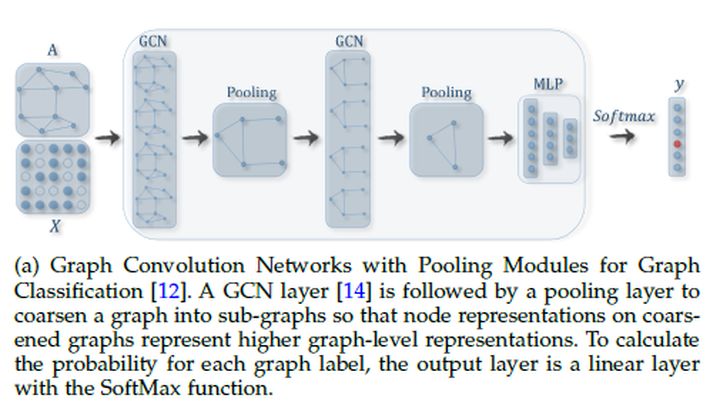 A
GCN
GCN
Pooling
Pooling
MLP
y
Softmax
X
(a) Graph Convolution Networks with Pooling Modules for Graph
Classification [12]. A GCN layer [14] is followed by a pooling layer to
coarsen a graph into sub-graphs so that node representations on coars-
ened graphs represent higher graph-level representations. To calculate
the probability for each graph label, the output layer is a linear layer
with the SoftMax function.